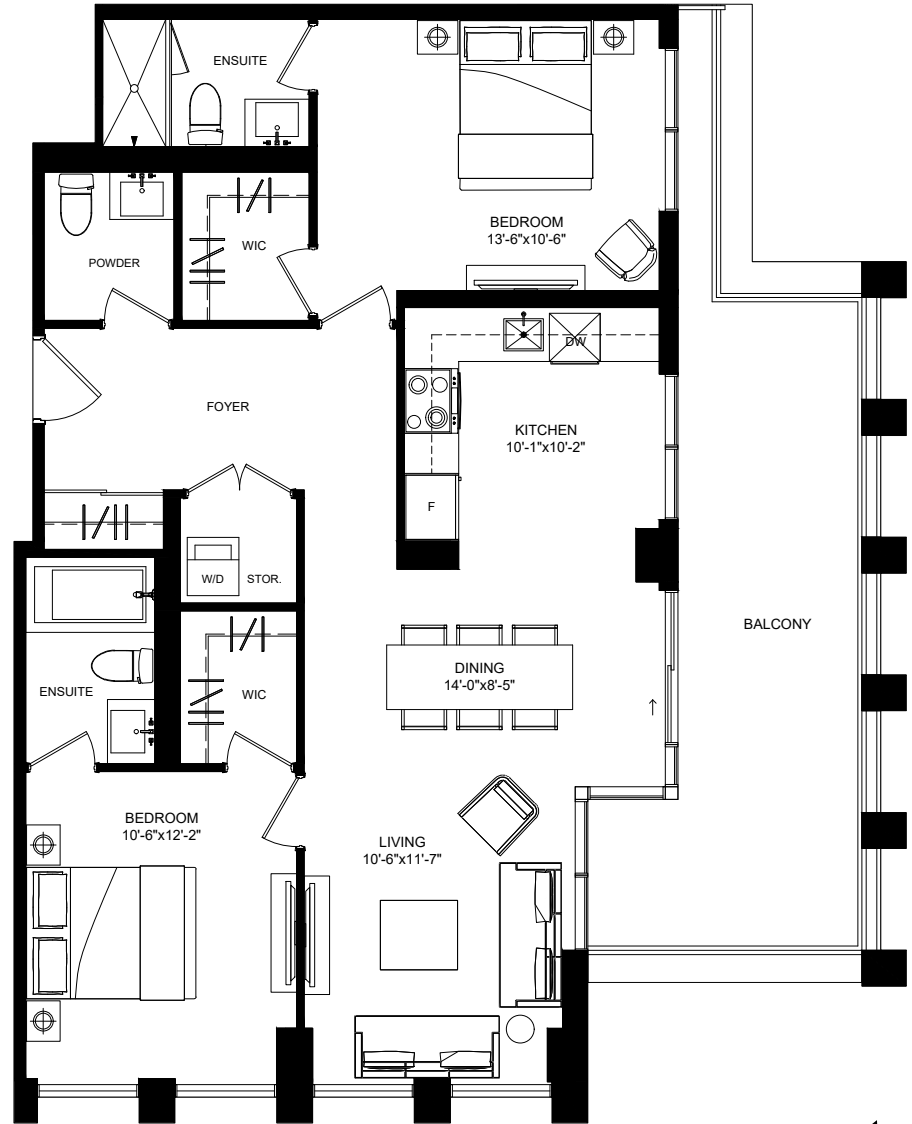 ENSUITE
BEDROOM
13'-6"x10'-6"
WIC
POWDER
DW
FOYER
KITCHEN
10'-1"x10'-2"
F
W/D
STOR.
BALCONY
DINING
14'-0"x8'-5"
ENSUITE
WIC
BEDROOM
10'-6"x12'-2"
LIVING
10'-6"x11'-7"